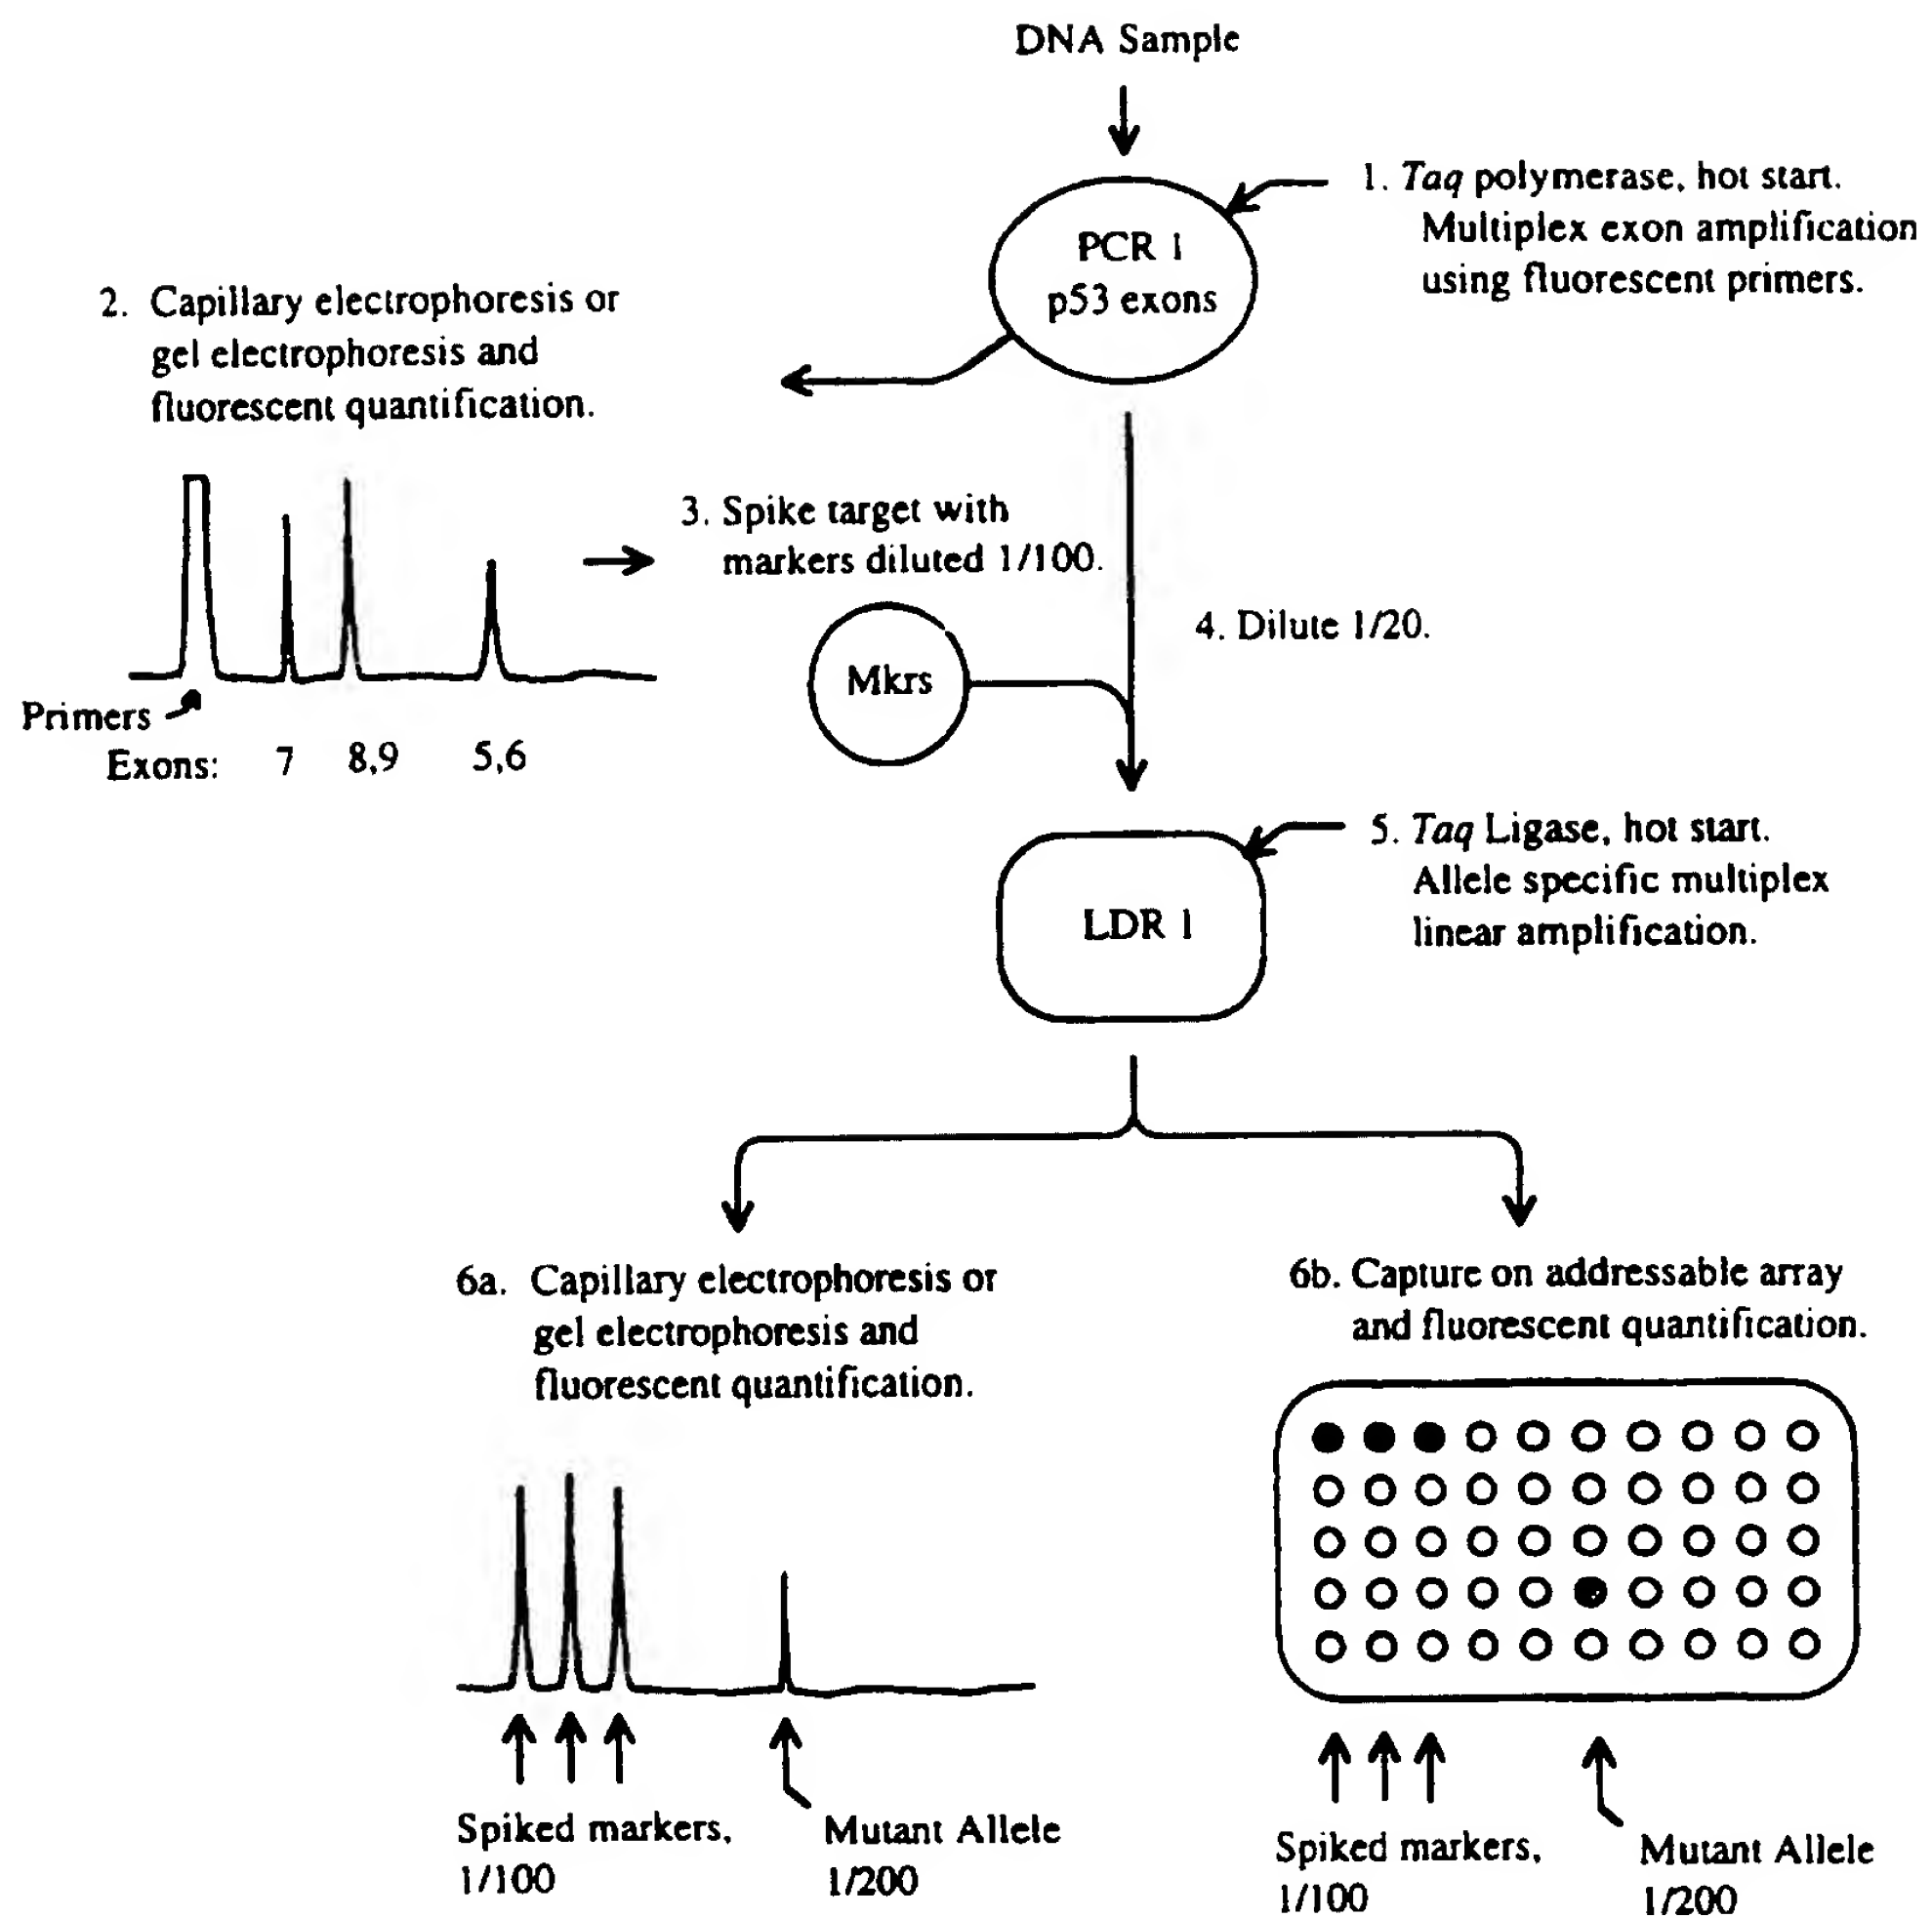 DNA Sample
1. Taq polymerase, hot start.
Multiplex exon amplification
using fluorescent primers.
PCR 1
p53 exons
2. Capillary electrophoresis or
gel electrophoresis and
fluorescent quantification.
Primers
Exons: 7 8,9 5,6
3. Spike target with
markers diluted 1/100.
Mkrs
4. Dilute 1/20.
5. Taq Ligase, hot start.
Allele specific multiplex
linear amplification.
LDR 1
6a. Capillary electrophoresis or
gel electrophoresis and
fluorescent quantification.
Spiked markers,
1/100
Mutant Allele
1/200
6b. Capture on addressable array
and fluorescent quantification.
Spiked markers,
1/100
Mutant Allele
1/200